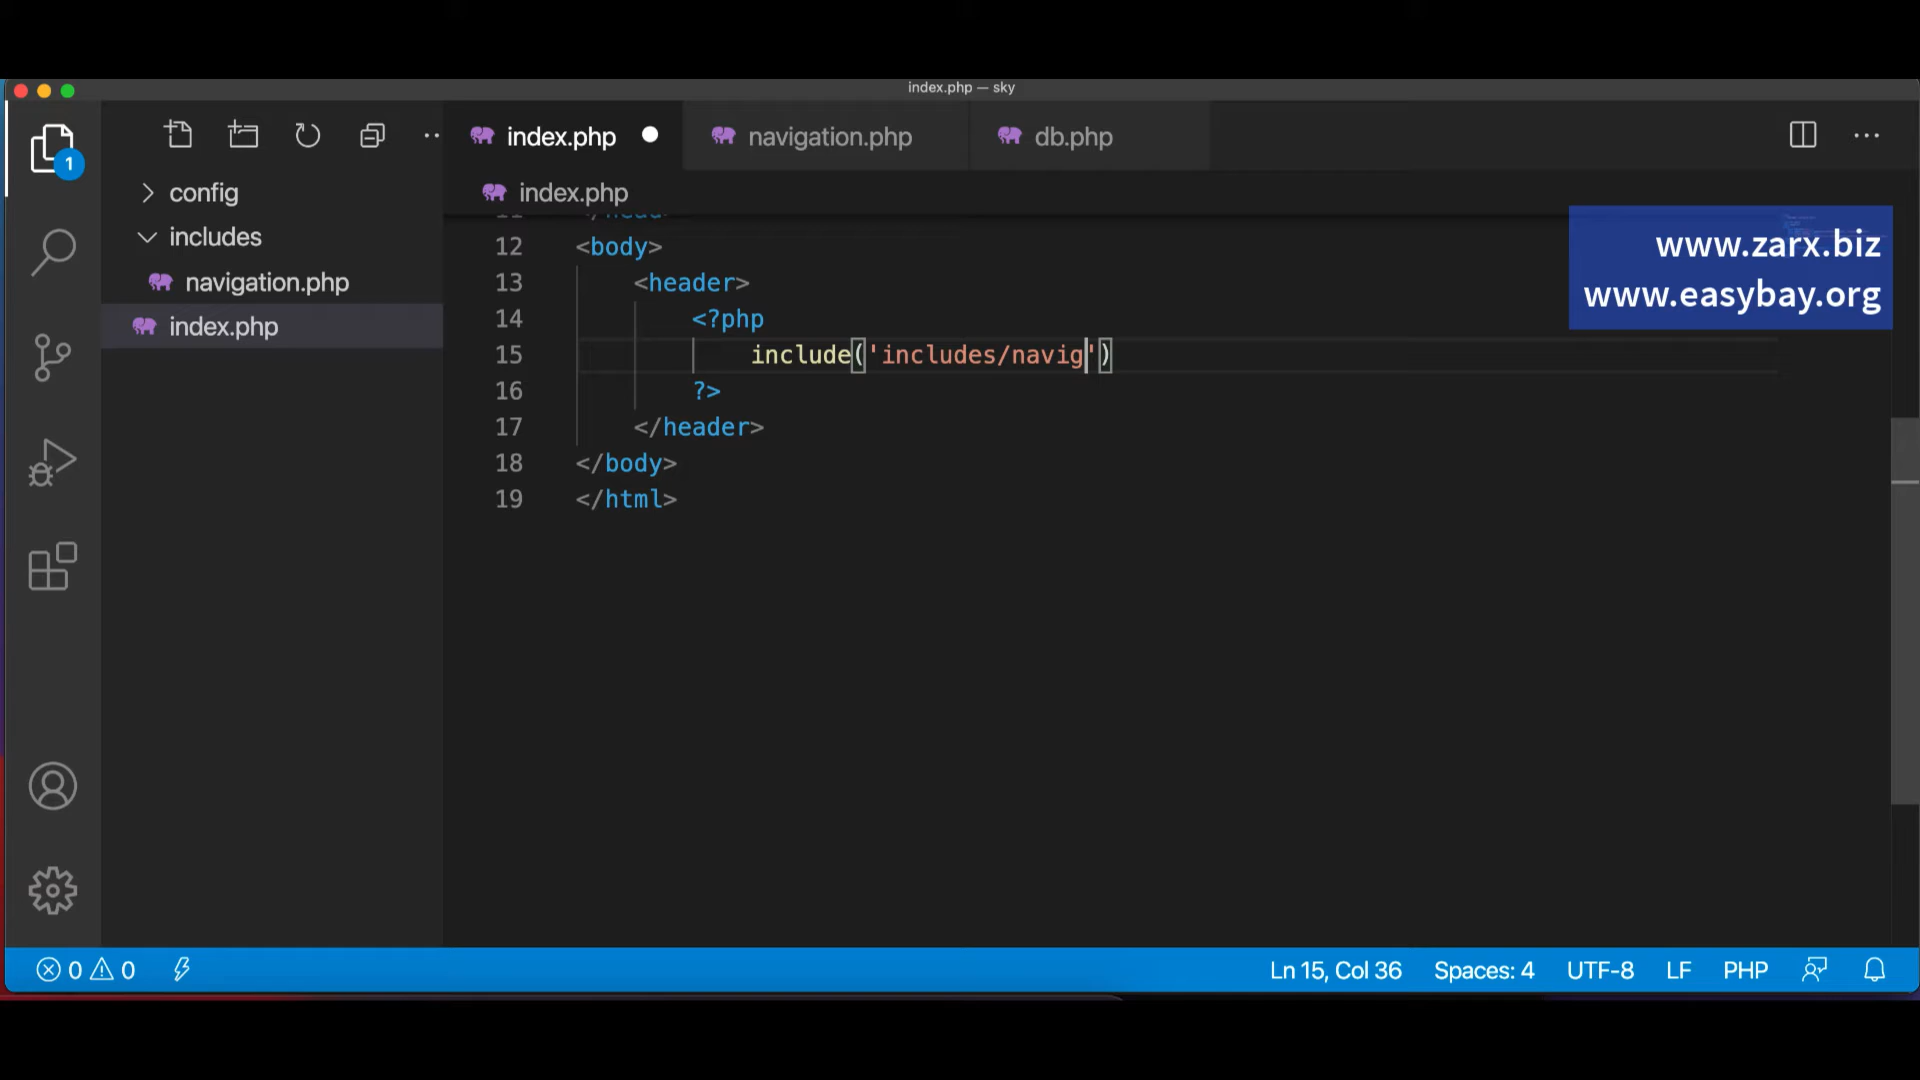 index.php — sky
1
index.php
navigation.php
db.php
index.php
config
includes
navigation.php
index.php
12 <body>
13 <header>
14 <?php
15 include('includes/navig')
16 ?>
17 </header>
18 </body>
19 </html>
www.zarx.biz
www.easybay.org
0 0
Ln 15, Col 36 Spaces: 4 UTF-8 LF PHP